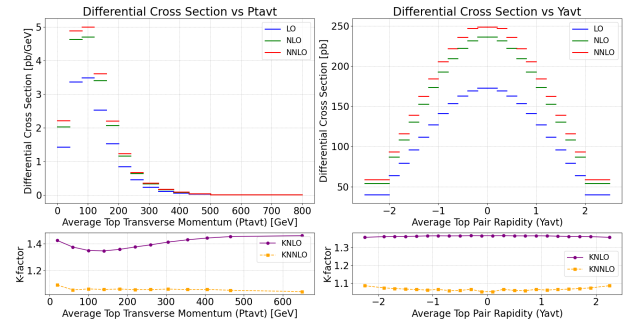 Differential Cross Section vs Ptavt
Differential Cross Section [pb/GeV]
5
4
3
2
1
0
LO
NLO
NNLO
0 100 200 300 400 500 600 700 800
Average Top Transverse Momentum (Ptavt) [GeV]
Differential Cross Section vs Yavt
Differential Cross Section [pb]
250
200
150
100
50
LO
NLO
NNLO
−2 −1 0 1 2
Average Top Pair Rapidity (Yavt)
K-factor
1.4
1.2
KNLO
KNNLO
0 100 200 300 400 500 600
Average Top Transverse Momentum (Ptavt) [GeV]
K-factor
1.3
1.2
1.1
KNLO
KNNLO
−2 −1 0 1 2
Average Top Pair Rapidity (Yavt)